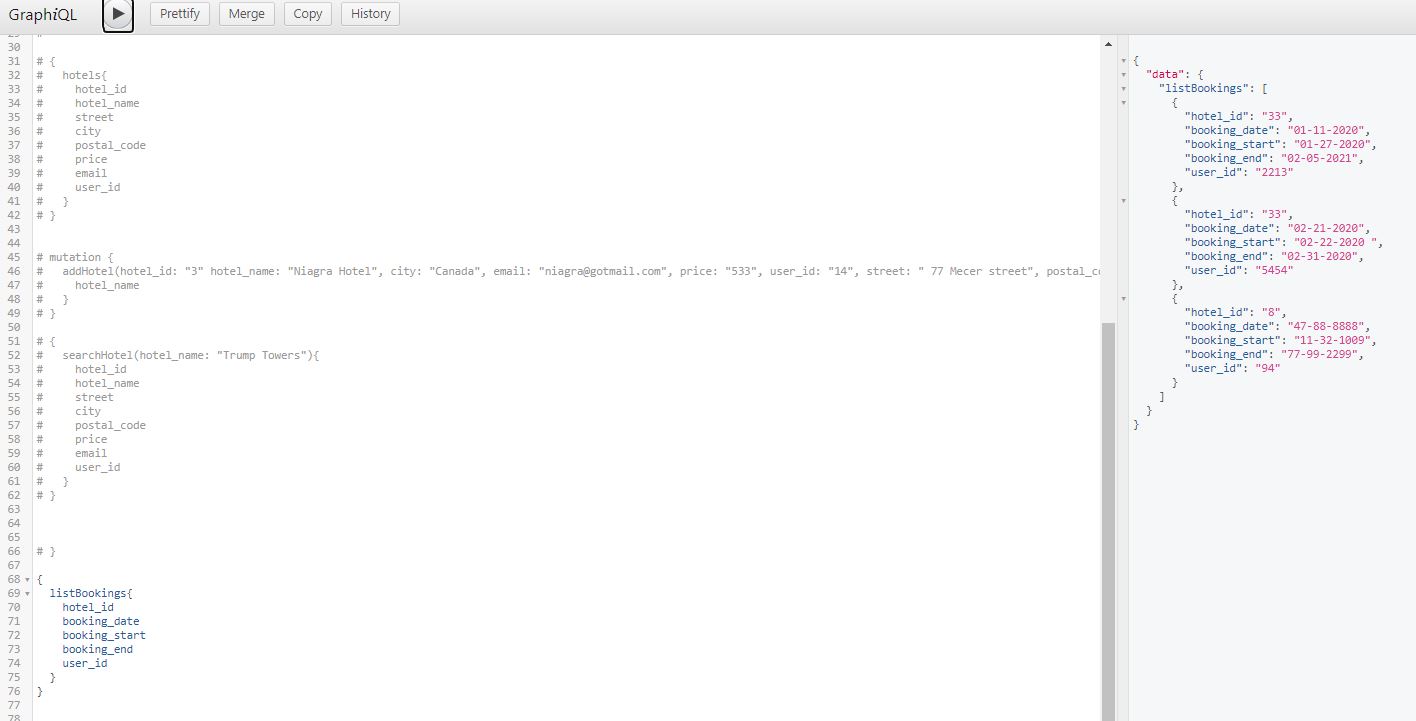 GraphiQL
Prettify Merge Copy History
30
31 # {
32 #   hotels{
33 #     hotel_id
34 #     hotel_name
35 #     street
36 #     city
37 #     postal_code
38 #     price
39 #     email
40 #     user_id
41 #   }
42 # }
43
44
45 # mutation {
46 #   addHotel(hotel_id: "3" hotel_name: "Niagra Hotel", city: "Canada", email: "niagra@gotmail.com", price: "533", user_id: "14", street: " 77 Mecer street", postal_co
47 #     hotel_name
48 #   }
49 # }
50
51 # {
52 #   searchHotel(hotel_name: "Trump Towers"){
53 #     hotel_id
54 #     hotel_name
55 #     street
56 #     city
57 #     postal_code
58 #     price
59 #     email
60 #     user_id
61 #   }
62 # }
63
64
65
66 # }
67
68 {
69   listBookings{
70     hotel_id
71     booking_date
72     booking_start
73     booking_end
74     user_id
75   }
76 }
77
78
{
  "data": {
    "listBookings": [
      {
        "hotel_id": "33",
        "booking_date": "01-11-2020",
        "booking_start": "01-27-2020",
        "booking_end": "02-05-2021",
        "user_id": "2213"
      },
      {
        "hotel_id": "33",
        "booking_date": "02-21-2020",
        "booking_start": "02-22-2020 ",
        "booking_end": "02-31-2020",
        "user_id": "5454"
      },
      {
        "hotel_id": "8",
        "booking_date": "47-88-8888",
        "booking_start": "11-32-1009",
        "booking_end": "77-99-2299",
        "user_id": "94"
      }
    ]
  }
}